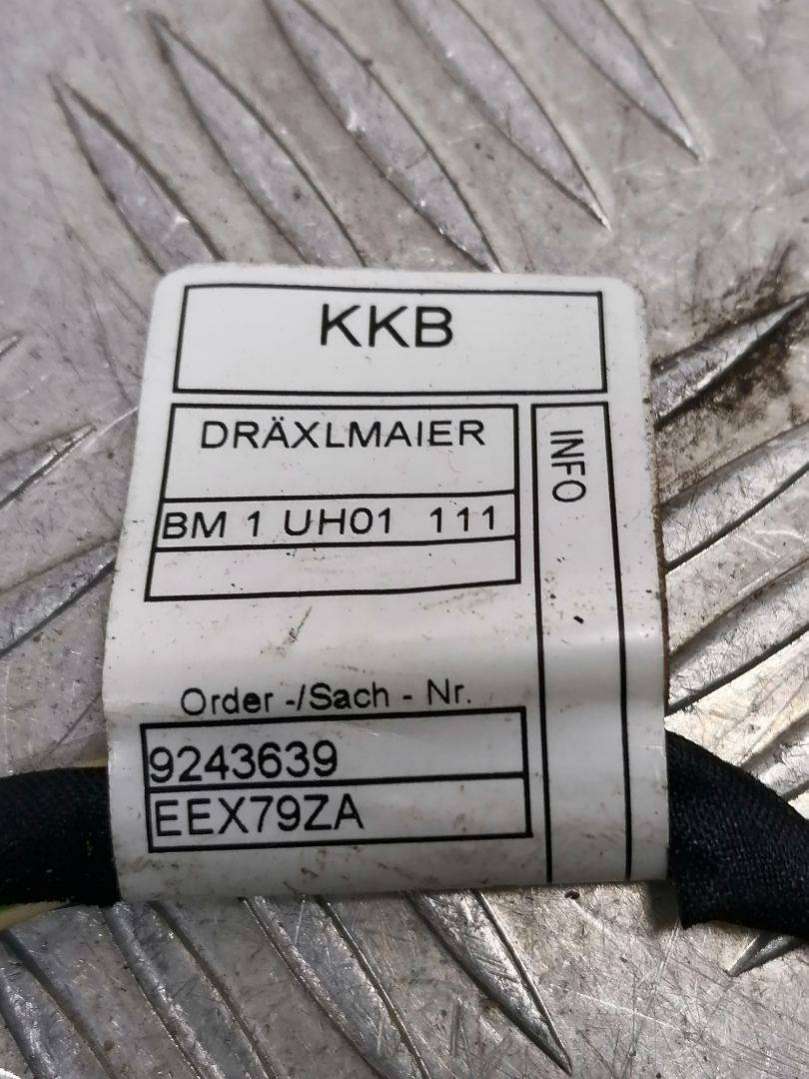 KKB
DRÄXLMAIER
INFO
BM 1 UH01 111
Order -/Sach - Nr.
9243639
EEX79ZA